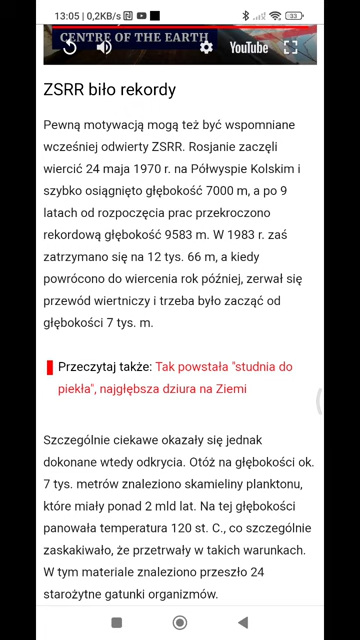 13:05 | 0,2KB/s
33
CENTRE OF THE EARTH
YouTube
ZSRR biło rekordy
Pewną motywacją mogą też być wspomniane
wcześniej odwierty ZSRR. Rosjanie zaczęli
wiercić 24 maja 1970 r. na Półwyspie Kolskim i
szybko osiągnięto głębokość 7000 m, a po 9
latach od rozpoczęcia prac przekroczono
rekordową głębokość 9583 m. W 1983 r. zaś
zatrzymano się na 12 tys. 66 m, a kiedy
powrócono do wiercenia rok później, zerwał się
przewód wiertniczy i trzeba było zacząć od
głębokości 7 tys. m.
Przeczytaj także: Tak powstała "studnia do
piekła", najgłębsza dziura na Ziemi
Szczególnie ciekawe okazały się jednak
dokonane wtedy odkrycia. Otóż na głębokości ok.
7 tys. metrów znaleziono skamieliny planktonu,
które miały ponad 2 mld lat. Na tej głębokości
panowała temperatura 120 st. C., co szczególnie
zaskakiwało, że przetrwały w takich warunkach.
W tym materiale znaleziono przeszło 24
starożytne gatunki organizmów.